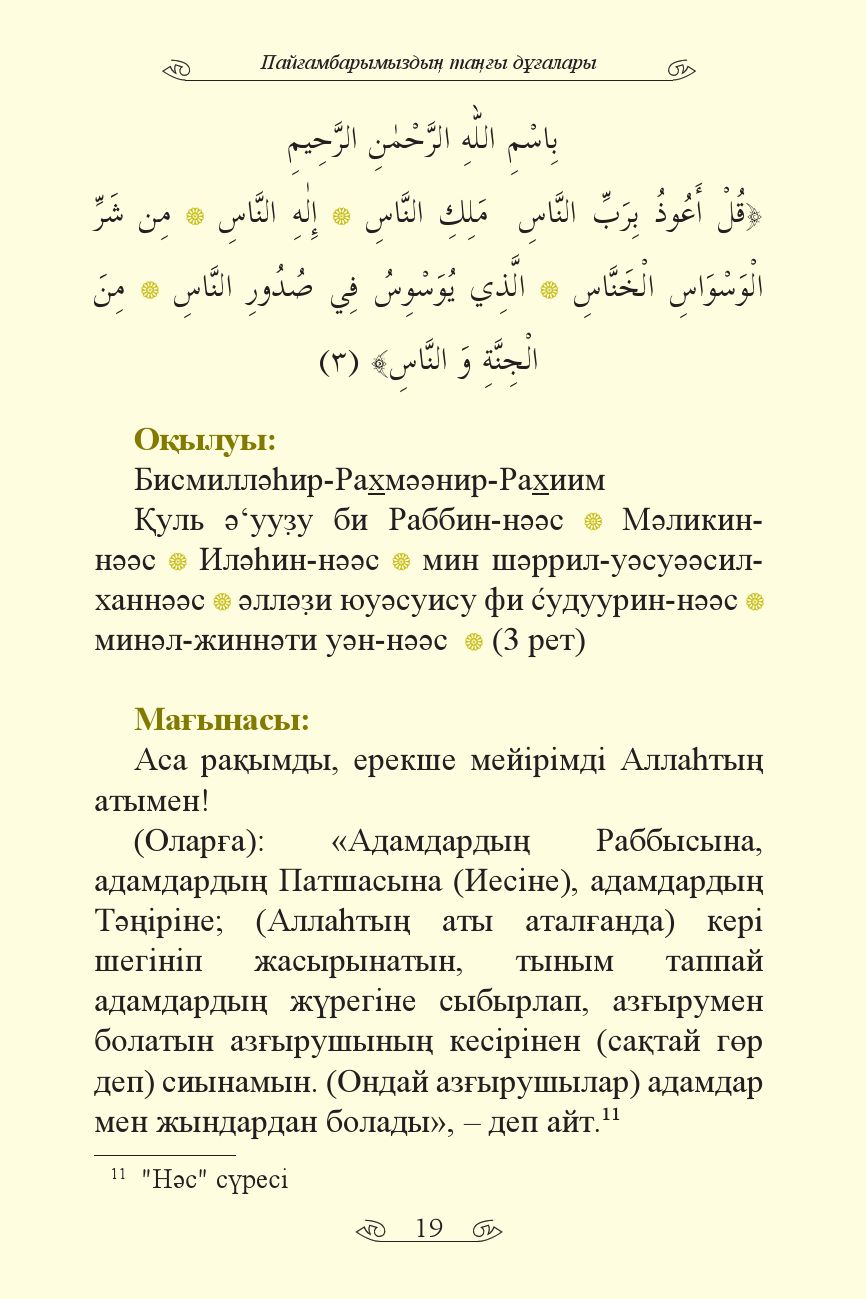 Пайғамбарымыздың таңғы дұғалары
بِاسْمِ اللّٰهِ الرَّحْمٰنِ الرَّحِيمِ
﴿قُلْ أَعُوذُ بِرَبِّ النَّاسِ مَلِكِ النَّاسِ ۞ إِلٰهِ النَّاسِ ۞ مِن شَرِّ
الْوَسْوَاسِ الْخَنَّاسِ ۞ الَّذِي يُوَسْوِسُ فِي صُدُورِ النَّاسِ ۞ مِنَ
الْجِنَّةِ وَ النَّاسِ﴾ (٣)
Оқылуы:
Бисмилләһир-Рахмәәнир-Рахиим
Қуль ә‘ууз̣у би Раббин-нәәс ۞ Мәликин-
нәәс ۞ Иләһин-нәәс ۞ мин шәррил-уәсуәәсил-
ханнәәс ۞ әлләз̣и юуәсуису фи с́удуурин-нәәс ۞
минәл-жиннәти уән-нәәс ۞ (3 рет)
Мағынасы:
Аса рақымды, ерекше мейірімді Аллаһтың
атымен!
(Оларға): «Адамдардың Раббысына,
адамдардың Патшасына (Иесіне), адамдардың
Тәңіріне; (Аллаһтың аты аталғанда) кері
шегініп жасырынатын, тыным таппай
адамдардың жүрегіне сыбырлап, азғырумен
болатын азғырушының кесірінен (сақтай гөр
деп) сиынамын. (Ондай азғырушылар) адамдар
мен жындардан болады», – деп айт.¹¹
¹¹ "Нәс" сүресі
19